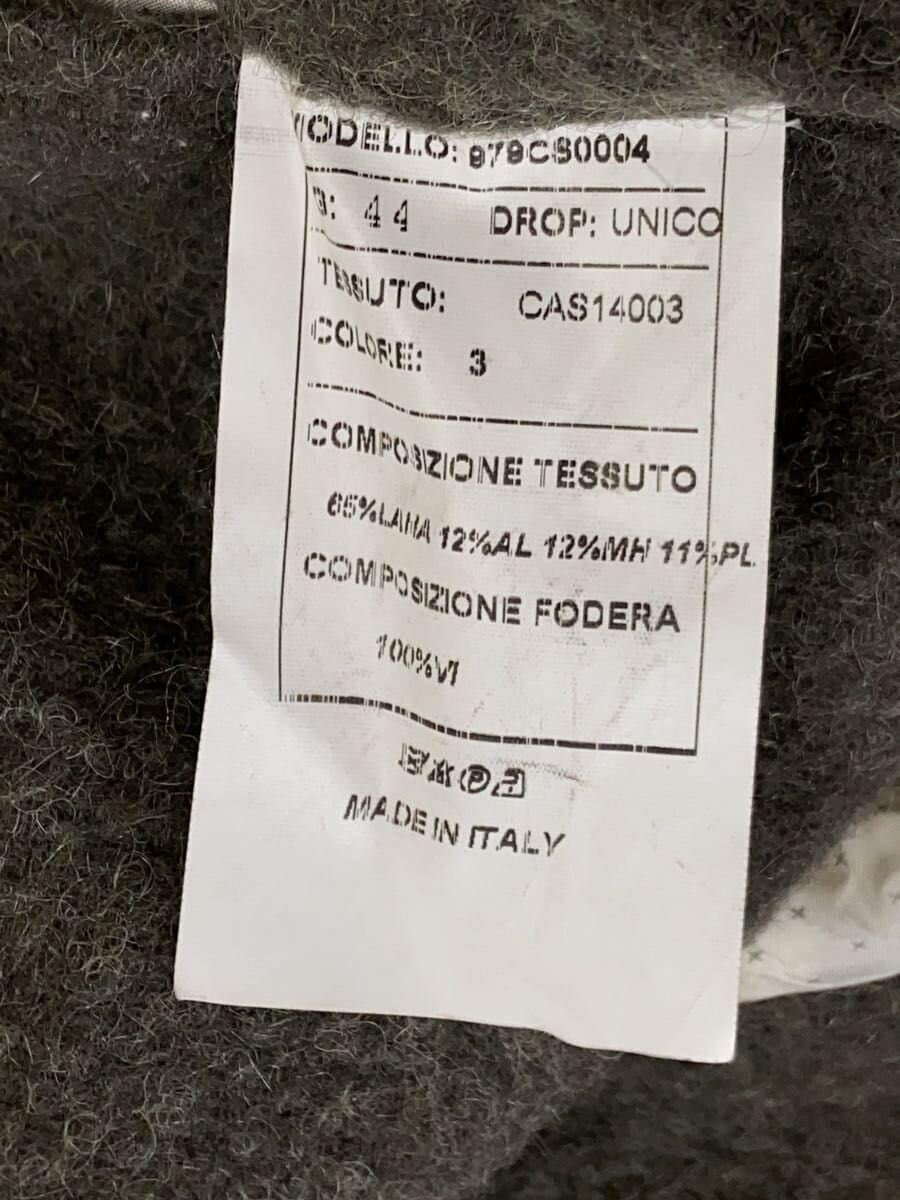 MODELLO: 979CS0004
G: 44 DROP: UNICO
TESSUTO: CAS14003
COLORE: 3
COMPOSIZIONE TESSUTO
65%LANA 12%AL 12%MH 11%PL
COMPOSIZIONE FODERA
100%VI
MADE IN ITALY